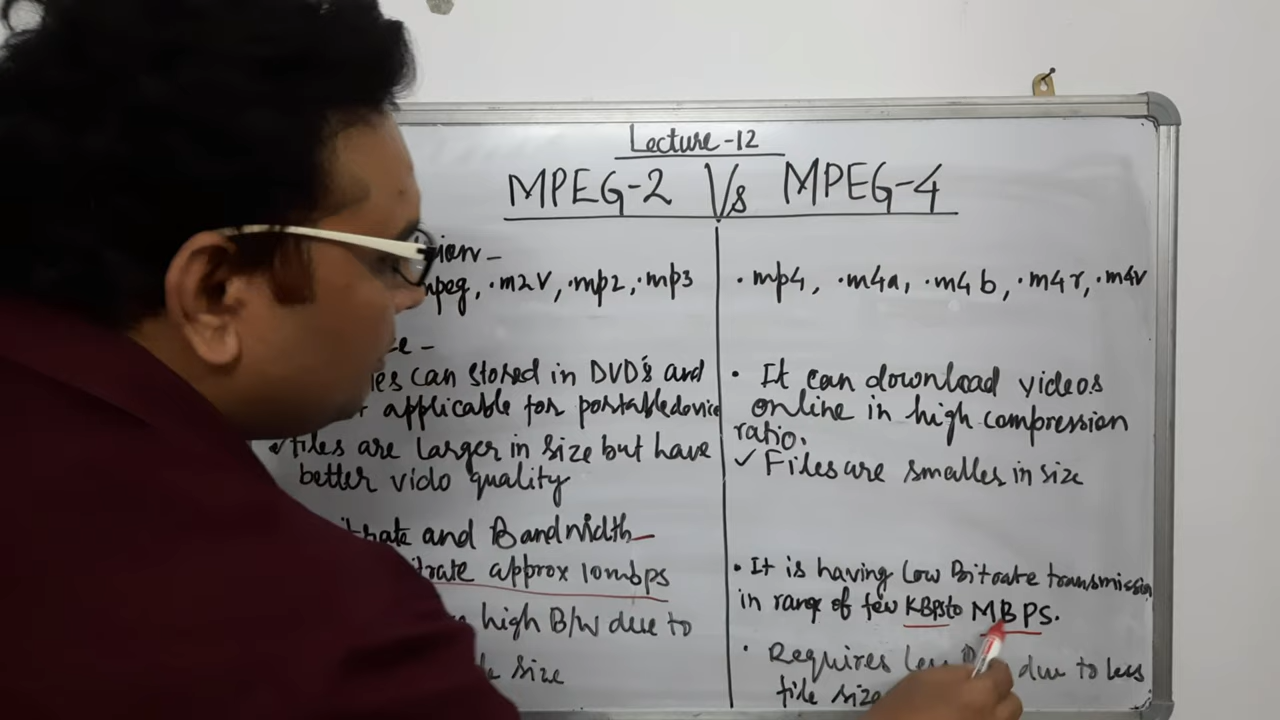 Lecture-12
MPEG-2 Vs MPEG-4
mpeg, .m2v, .mp2, .mp3
can stored in DVD's and
applicable for portabledevice
files are larger in size but have
better vido quality
and Bandwidth
approx 10mbps
high B/W due to
size
. mp4, .m4a, .m4b, .m4r, .m4v
. It can download videos
online in high compression
ratio.
✓ Files are smalles in size
. It is having low Bitrate transmission
in range of few KBPS to MBPS.
. Requires less due to less
file size